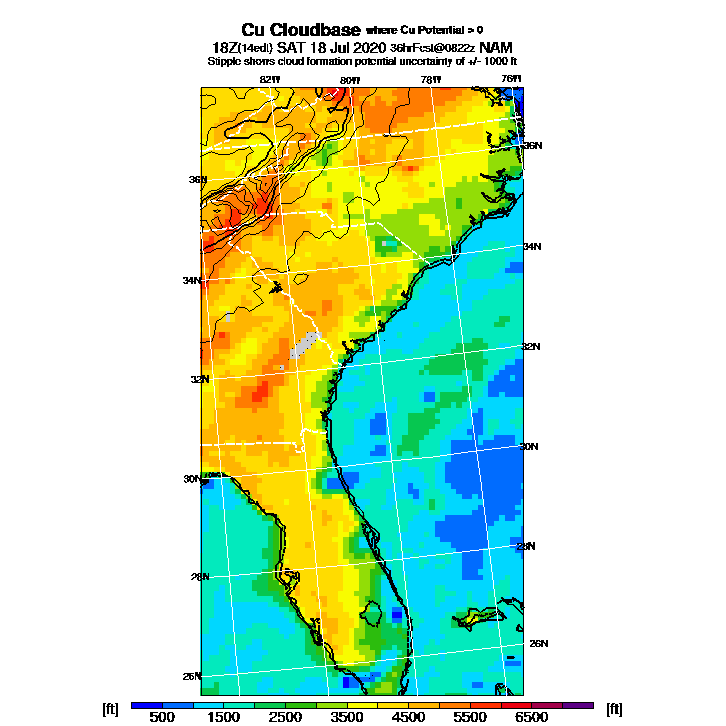 Cu Cloudbase where Cu Potential > 0
18Z(14edt) SAT 18 Jul 2020 36hrFcst@0822z NAM
Stipple shows cloud formation potential uncertainty of +/- 1000 ft
82W 80W 78W 76W
36N
36N
34N
34N
32N
32N
30N
30N
28N
28N
26N
26N
[ft] [ft]
500 1500 2500 3500 4500 5500 6500